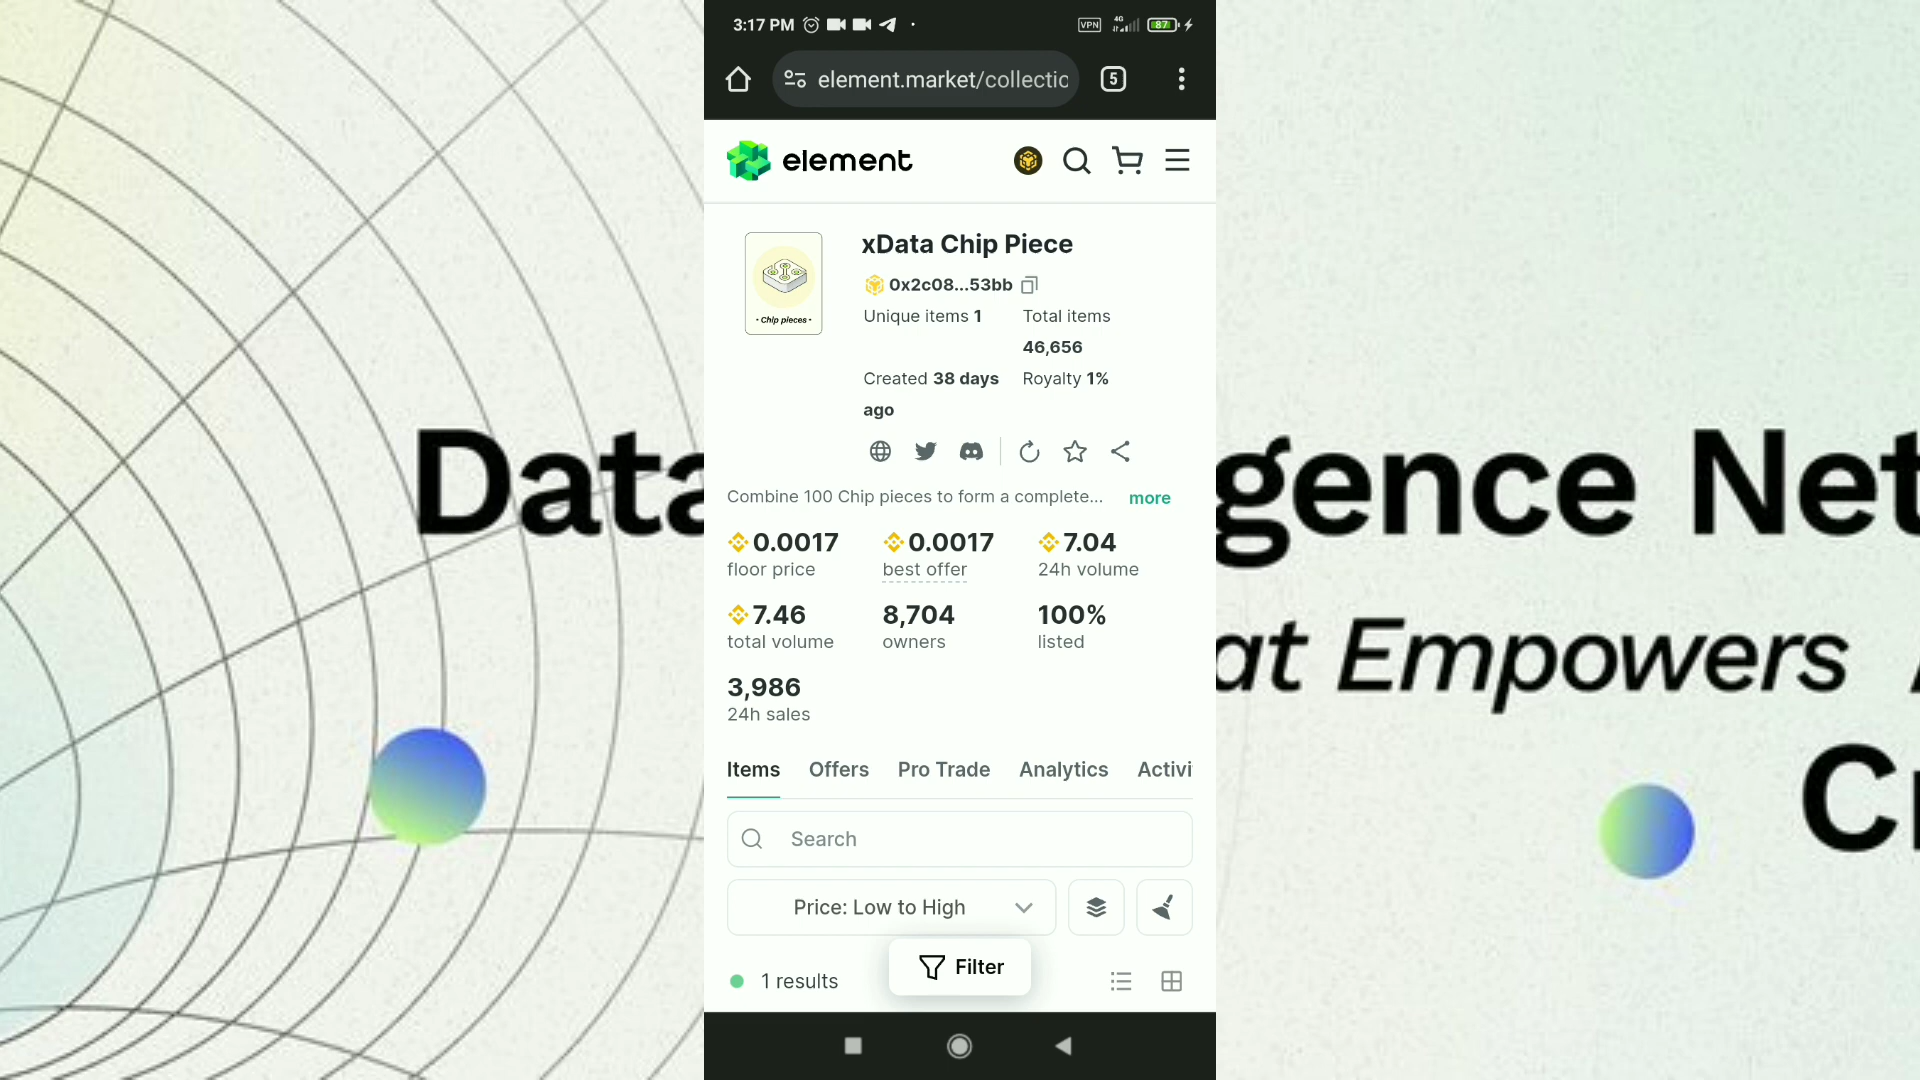 3:17 PM
VPN 4G 87
element.market/collectio
5
element
xData Chip Piece
0x2c08...53bb
Unique items 1
Total items
46,656
Created 38 days
ago
Royalty 1%
• Chip pieces •
Combine 100 Chip pieces to form a complete... more
0.0017
floor price
0.0017
best offer
7.04
24h volume
7.46
total volume
8,704
owners
100%
listed
3,986
24h sales
Items Offers Pro Trade Analytics Activi
Search
Price: Low to High
1 results
Filter
Data
gence Net
at Empowers